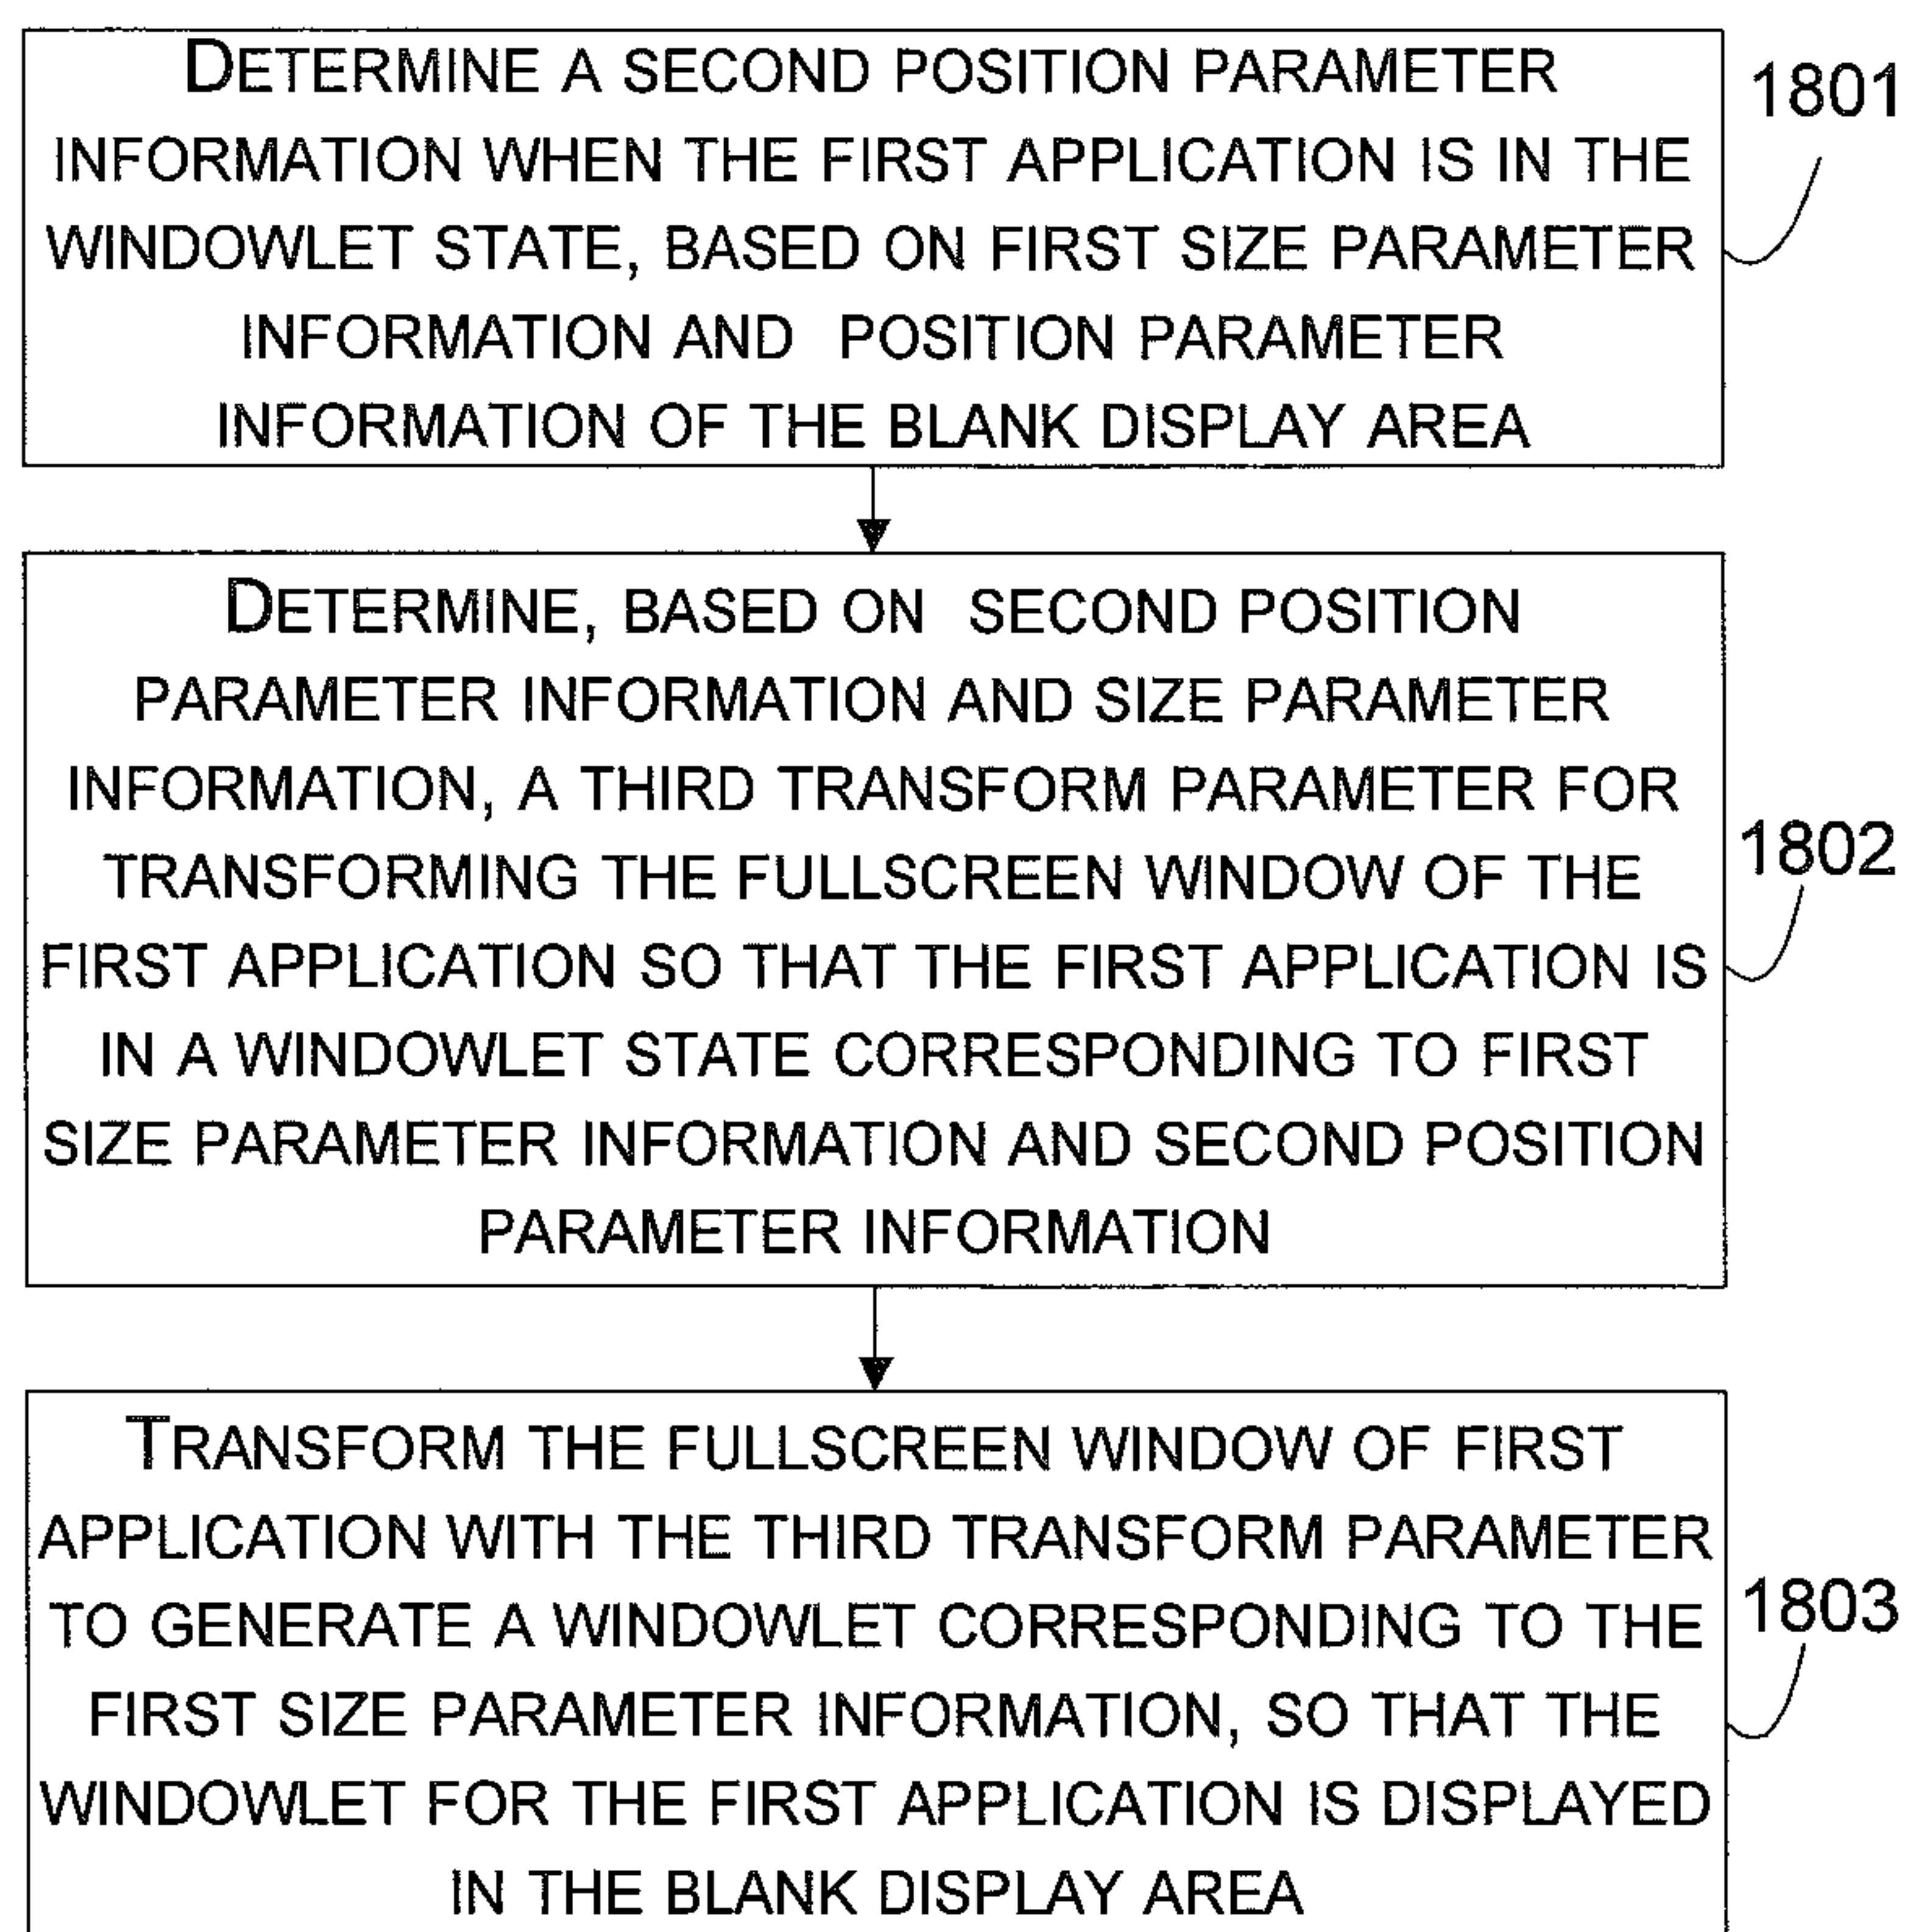 DETERMINE A SECOND POSITION PARAMETER
INFORMATION WHEN THE FIRST APPLICATION IS IN THE
WINDOWLET STATE, BASED ON FIRST SIZE PARAMETER
INFORMATION AND POSITION PARAMETER
INFORMATION OF THE BLANK DISPLAY AREA
1801
DETERMINE, BASED ON SECOND POSITION
PARAMETER INFORMATION AND SIZE PARAMETER
INFORMATION, A THIRD TRANSFORM PARAMETER FOR
TRANSFORMING THE FULLSCREEN WINDOW OF THE
FIRST APPLICATION SO THAT THE FIRST APPLICATION IS
IN A WINDOWLET STATE CORRESPONDING TO FIRST
SIZE PARAMETER INFORMATION AND SECOND POSITION
PARAMETER INFORMATION
1802
TRANSFORM THE FULLSCREEN WINDOW OF FIRST
APPLICATION WITH THE THIRD TRANSFORM PARAMETER
TO GENERATE A WINDOWLET CORRESPONDING TO THE
FIRST SIZE PARAMETER INFORMATION, SO THAT THE
WINDOWLET FOR THE FIRST APPLICATION IS DISPLAYED
IN THE BLANK DISPLAY AREA
1803